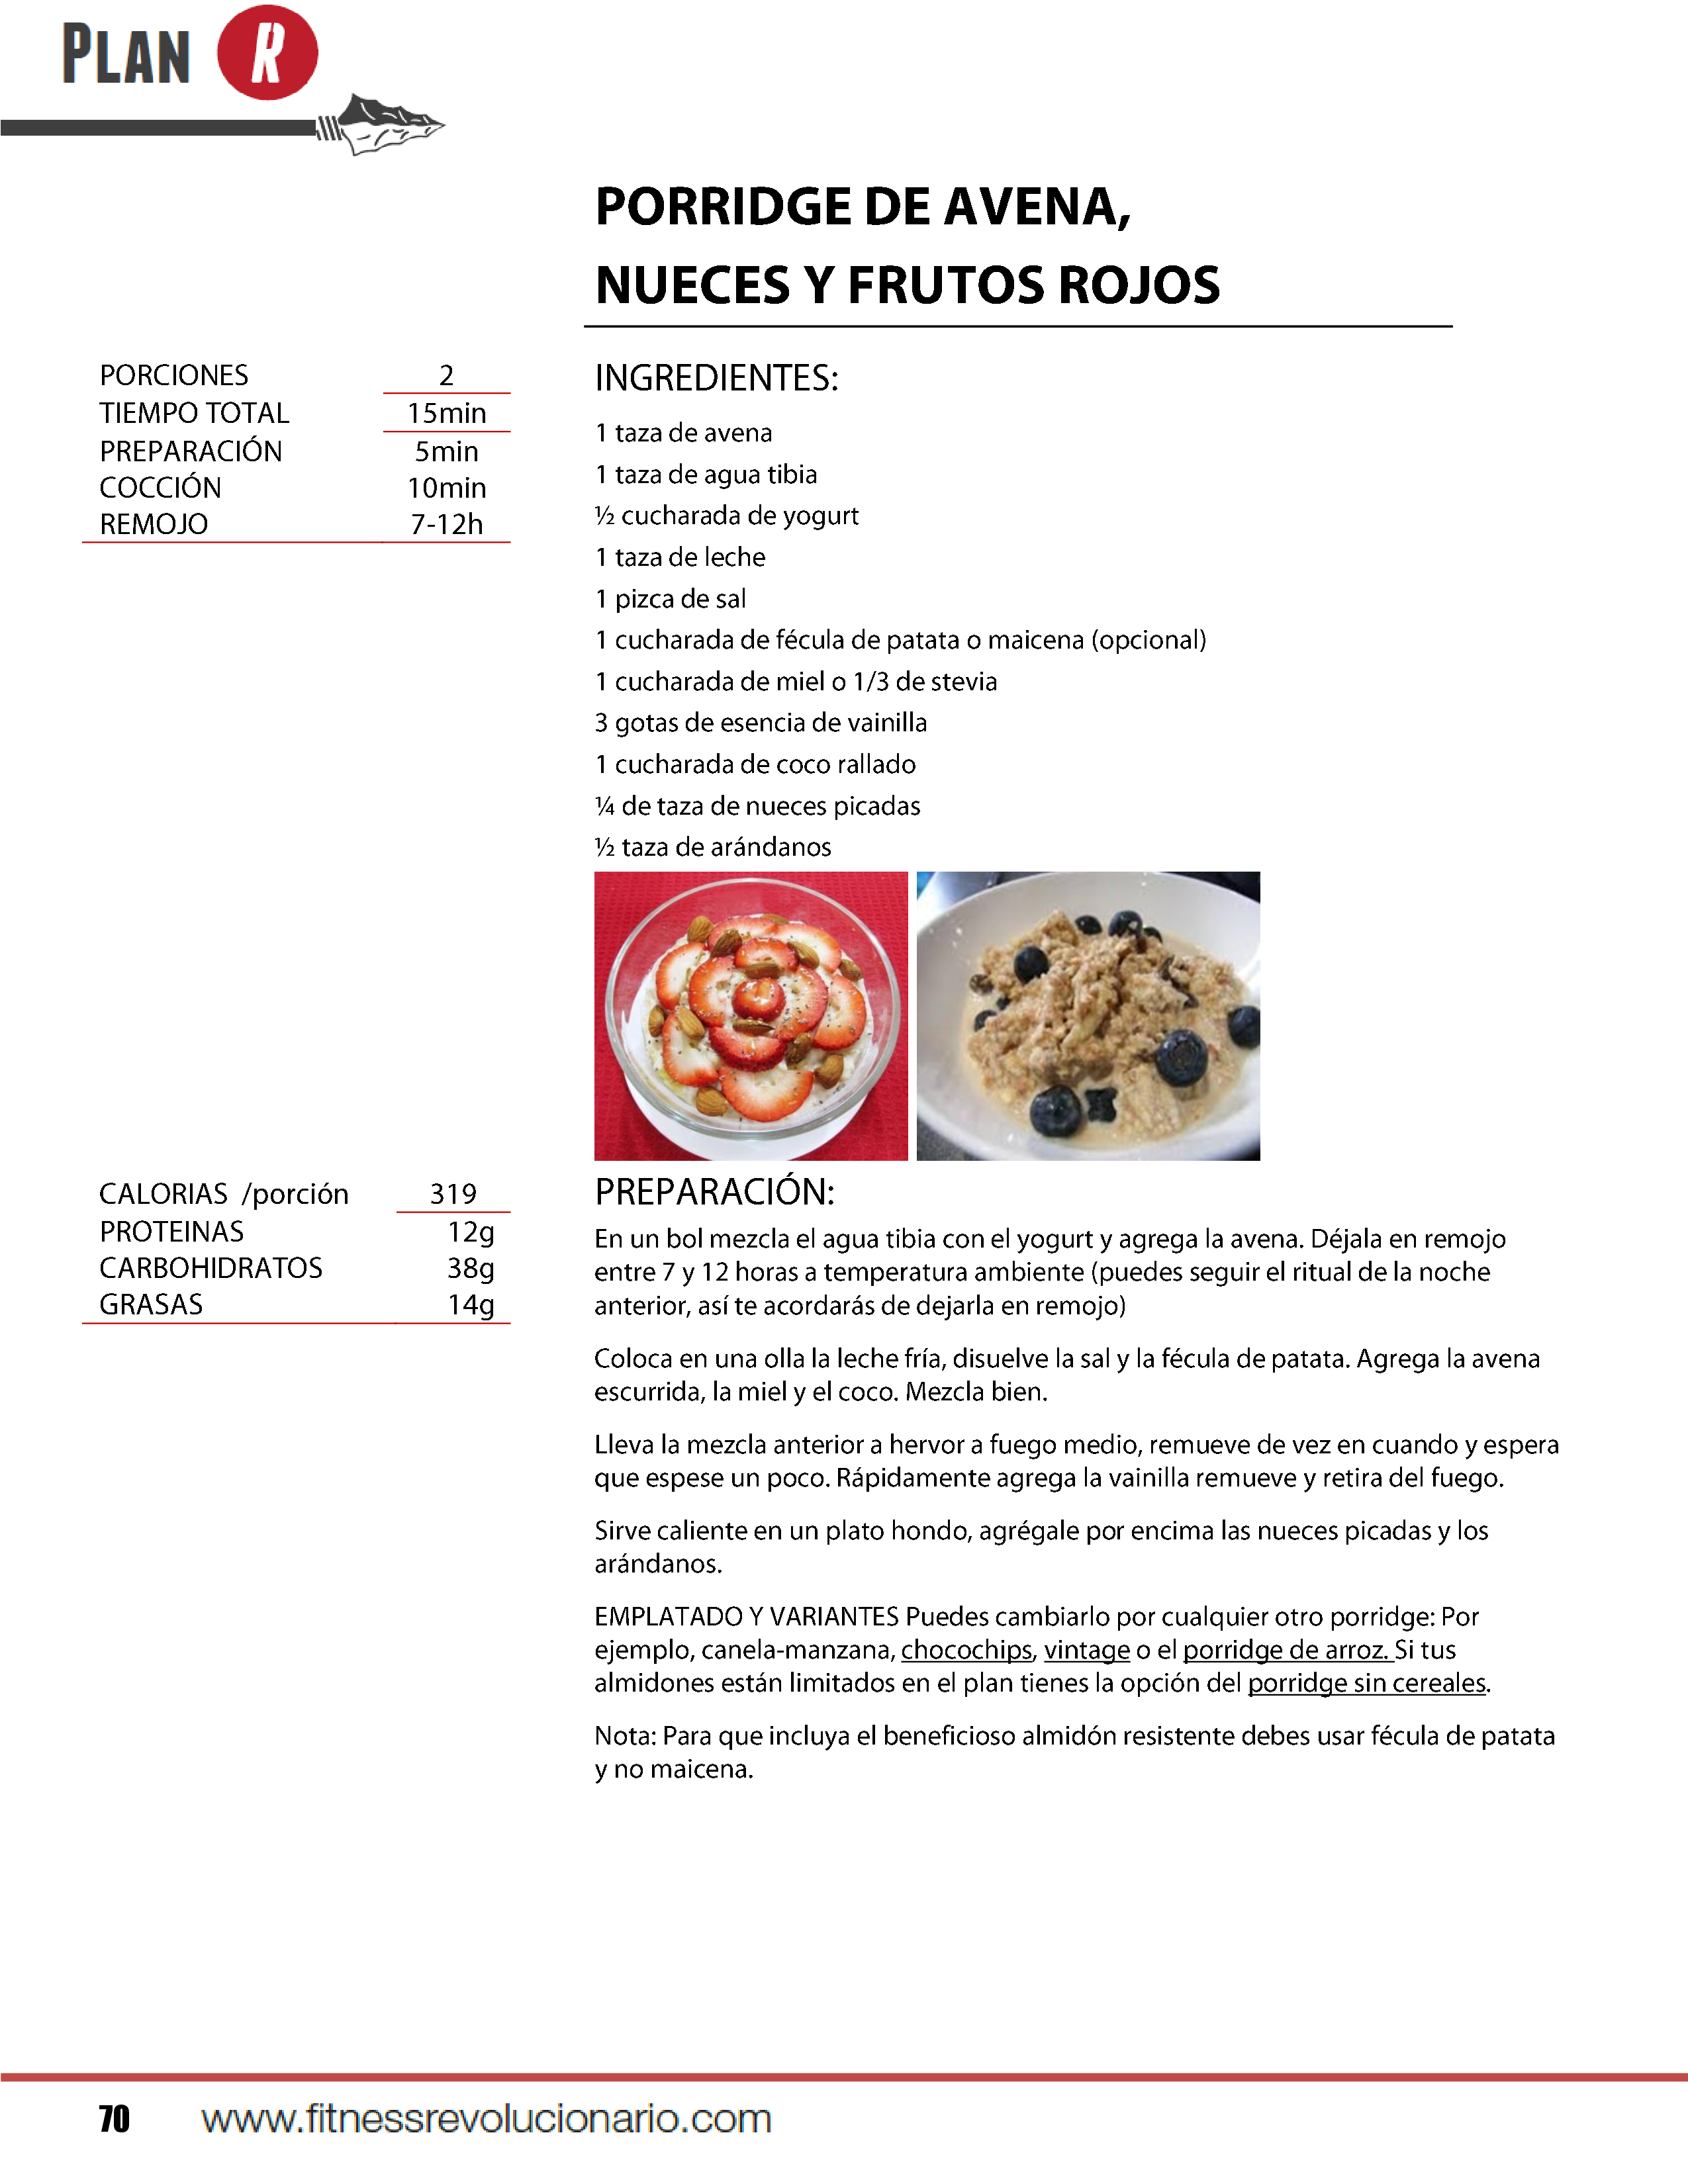 PLAN R
PORRIDGE DE AVENA,
NUECES Y FRUTOS ROJOS
PORCIONES 2
TIEMPO TOTAL 15min
PREPARACIÓN 5min
COCCIÓN 10min
REMOJO 7-12h
INGREDIENTES:
1 taza de avena
1 taza de agua tibia
½ cucharada de yogurt
1 taza de leche
1 pizca de sal
1 cucharada de fécula de patata o maicena (opcional)
1 cucharada de miel o 1/3 de stevia
3 gotas de esencia de vainilla
1 cucharada de coco rallado
¼ de taza de nueces picadas
½ taza de arándanos
CALORIAS /porción 319
PROTEINAS 12g
CARBOHIDRATOS 38g
GRASAS 14g
PREPARACIÓN:
En un bol mezcla el agua tibia con el yogurt y agrega la avena. Déjala en remojo
entre 7 y 12 horas a temperatura ambiente (puedes seguir el ritual de la noche
anterior, así te acordarás de dejarla en remojo)
Coloca en una olla la leche fría, disuelve la sal y la fécula de patata. Agrega la avena
escurrida, la miel y el coco. Mezcla bien.
Lleva la mezcla anterior a hervor a fuego medio, remueve de vez en cuando y espera
que espese un poco. Rápidamente agrega la vainilla remueve y retira del fuego.
Sirve caliente en un plato hondo, agrégale por encima las nueces picadas y los
arándanos.
EMPLATADO Y VARIANTES Puedes cambiarlo por cualquier otro porridge: Por
ejemplo, canela-manzana, chocochips, vintage o el porridge de arroz. Si tus
almidones están limitados en el plan tienes la opción del porridge sin cereales.
Nota: Para que incluya el beneficioso almidón resistente debes usar fécula de patata
y no maicena.
70 www.fitnessrevolucionario.com